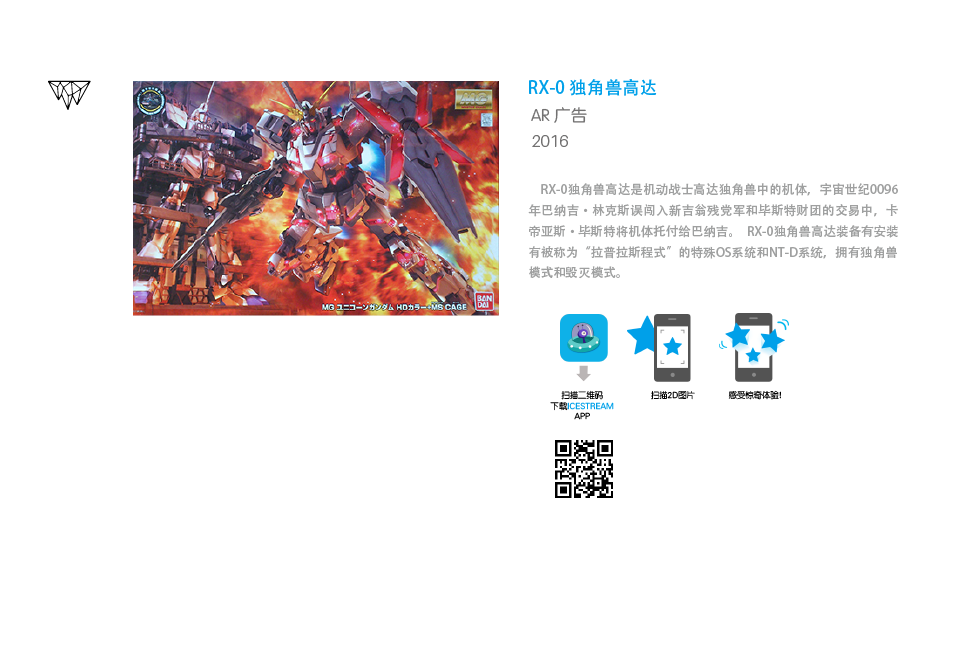 RX-0 独角兽高达
AR 广告
2016
RX-0独角兽高达是机动战士高达独角兽中的机体，宇宙世纪0096
年巴纳吉·林克斯误闯入新吉翁残党军和毕斯特财团的交易中，卡
帝亚斯·毕斯特将机体托付给巴纳吉。 RX-0独角兽高达装备有安装
有被称为“拉普拉斯程式”的特殊OS系统和NT-D系统，拥有独角兽
模式和毁灭模式。
MG
MG ユニコーンガンダム HDカラー+MS CAGE
BAN
DAI
扫描二维码
下载ICESTREAM
APP
扫描2D图片
感受惊奇体验!